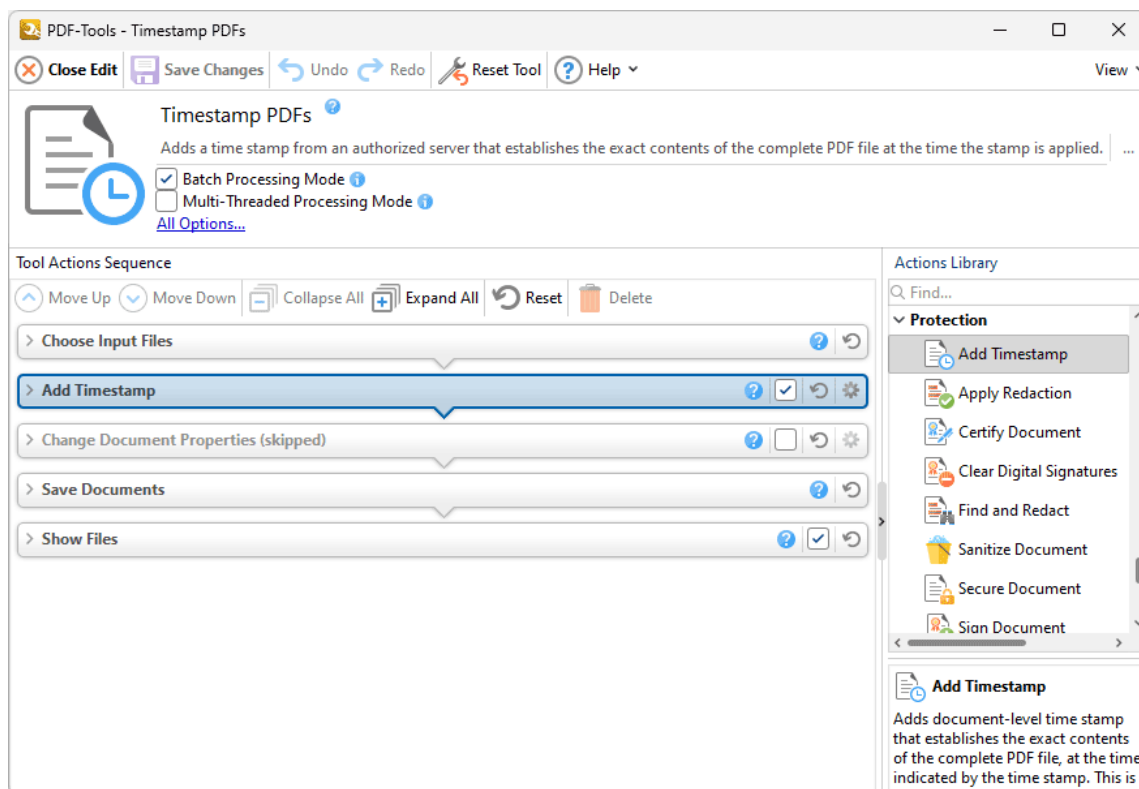 PDF-Tools - Timestamp PDFs
Close Edit Save Changes Undo Redo Reset Tool ? Help View
Timestamp PDFs ?
Adds a time stamp from an authorized server that establishes the exact contents of the complete PDF file at the time the stamp is applied. ...
Batch Processing Mode i
Multi-Threaded Processing Mode i
All Options...
Tool Actions Sequence
Move Up Move Down Collapse All Expand All Reset Delete
Choose Input Files ?
Add Timestamp ?
Change Document Properties (skipped) ?
Save Documents ?
Show Files ?
Actions Library
Find...
Protection
Add Timestamp
Apply Redaction
Certify Document
Clear Digital Signatures
Find and Redact
Sanitize Document
Secure Document
Sign Document
Add Timestamp
Adds document-level time stamp
that establishes the exact contents
of the complete PDF file, at the time
indicated by the time stamp. This is